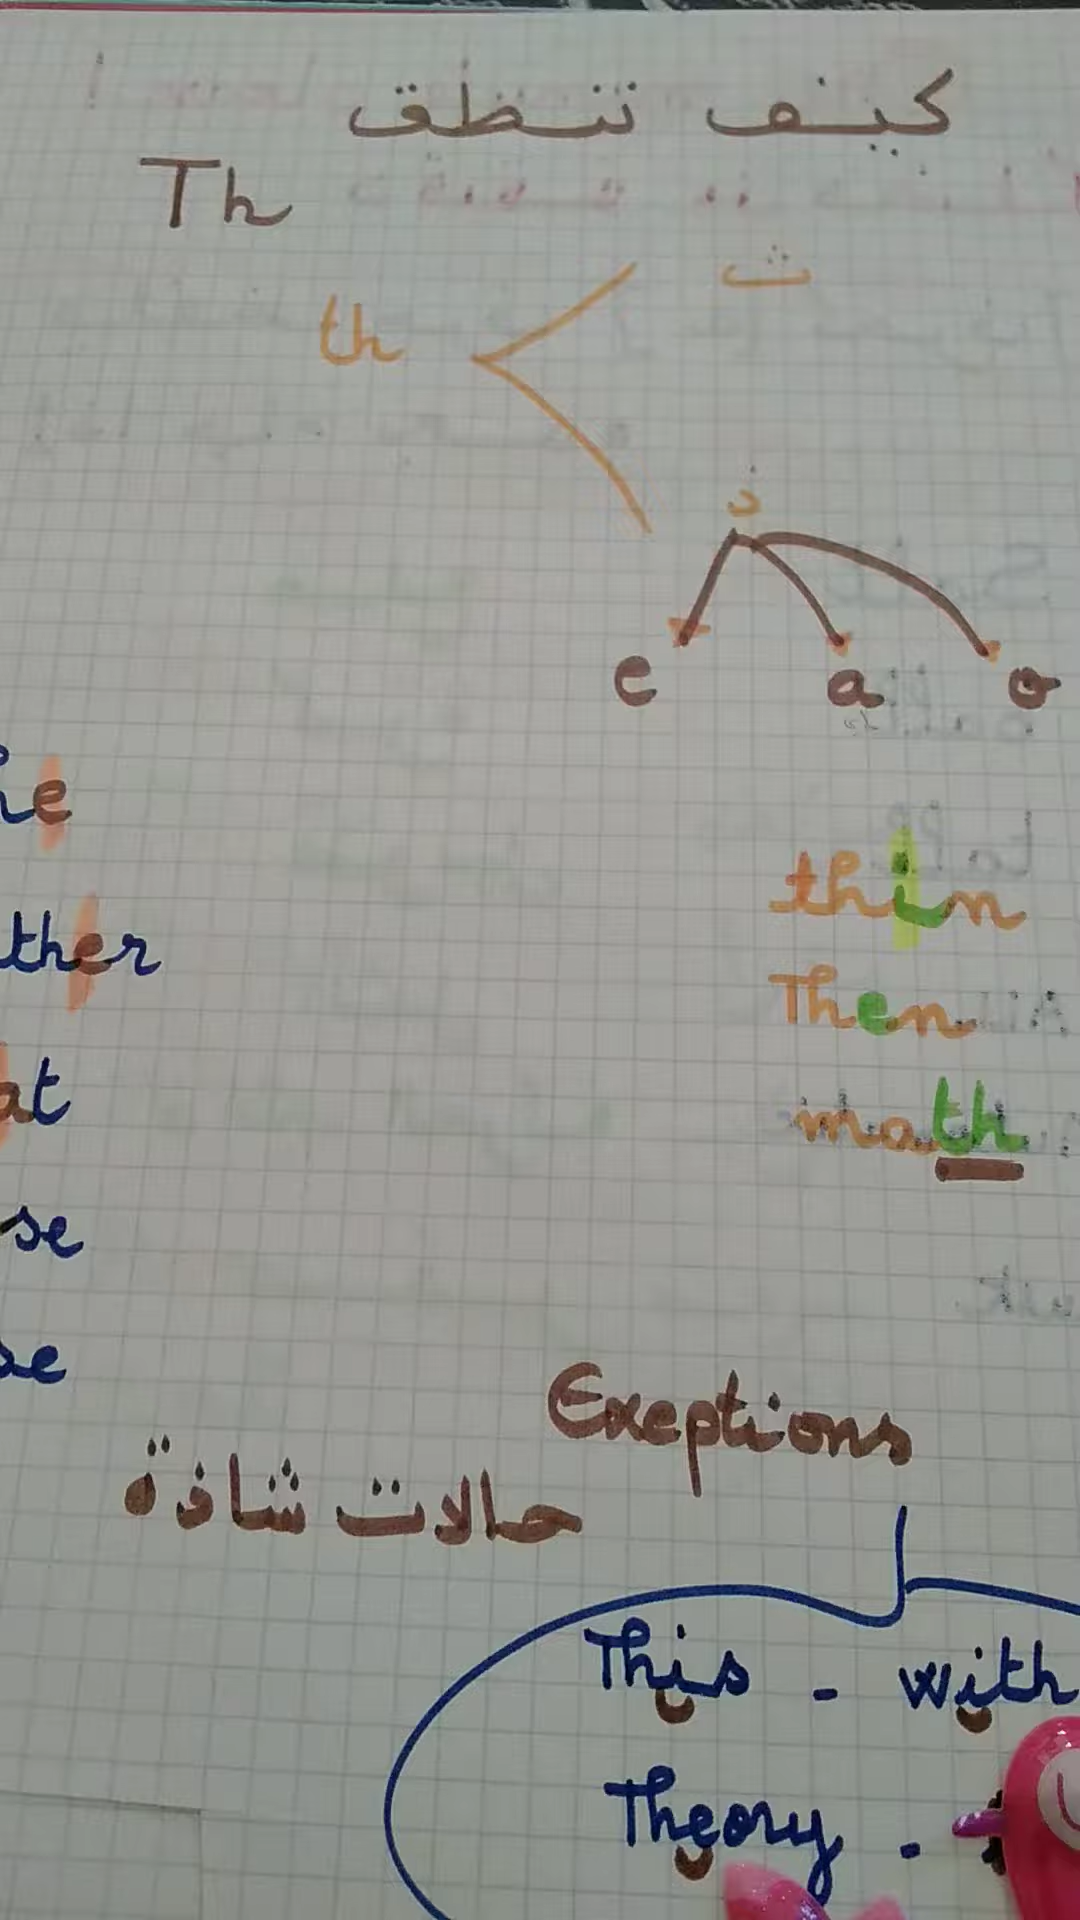 كيف تنطق
Th
th
ث
ذ
e a o
he
ther
at
se
se
thin
Then
math
Exeptions
حالات شاذة
This - with
Theory -